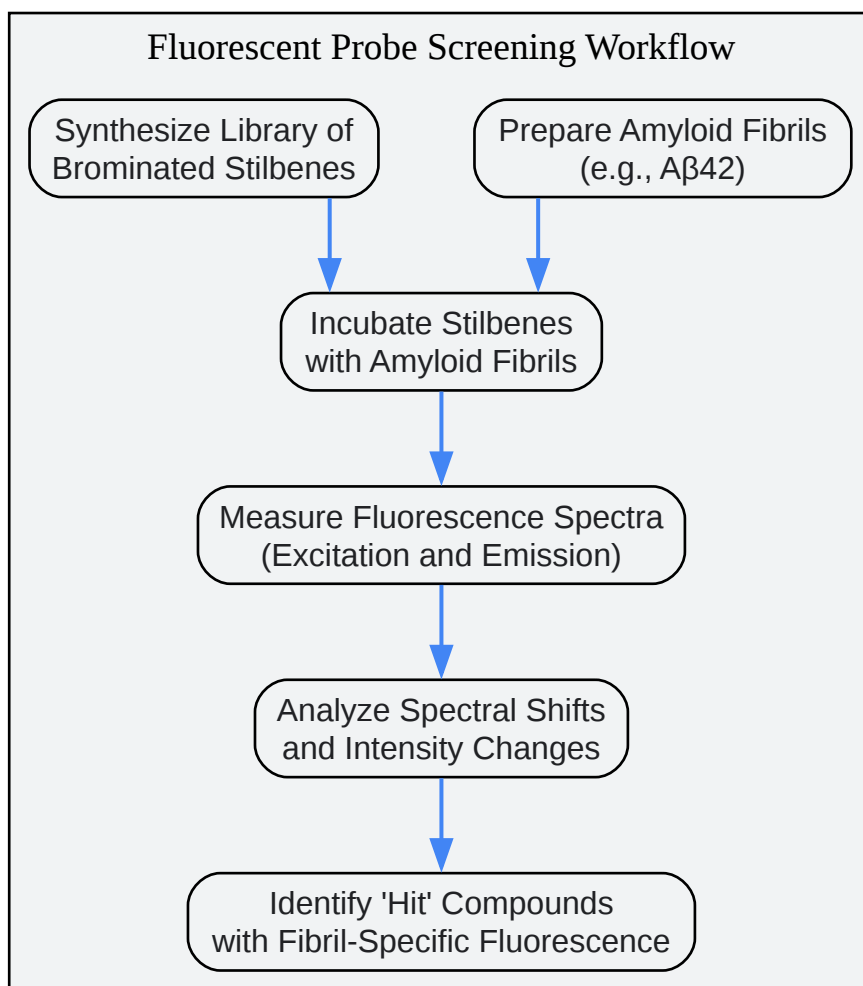 Fluorescent Probe Screening Workflow
Synthesize Library of
Brominated Stilbenes
Prepare Amyloid Fibrils
(e.g., Aβ42)
Incubate Stilbenes
with Amyloid Fibrils
Measure Fluorescence Spectra
(Excitation and Emission)
Analyze Spectral Shifts
and Intensity Changes
Identify 'Hit' Compounds
with Fibril-Specific Fluorescence